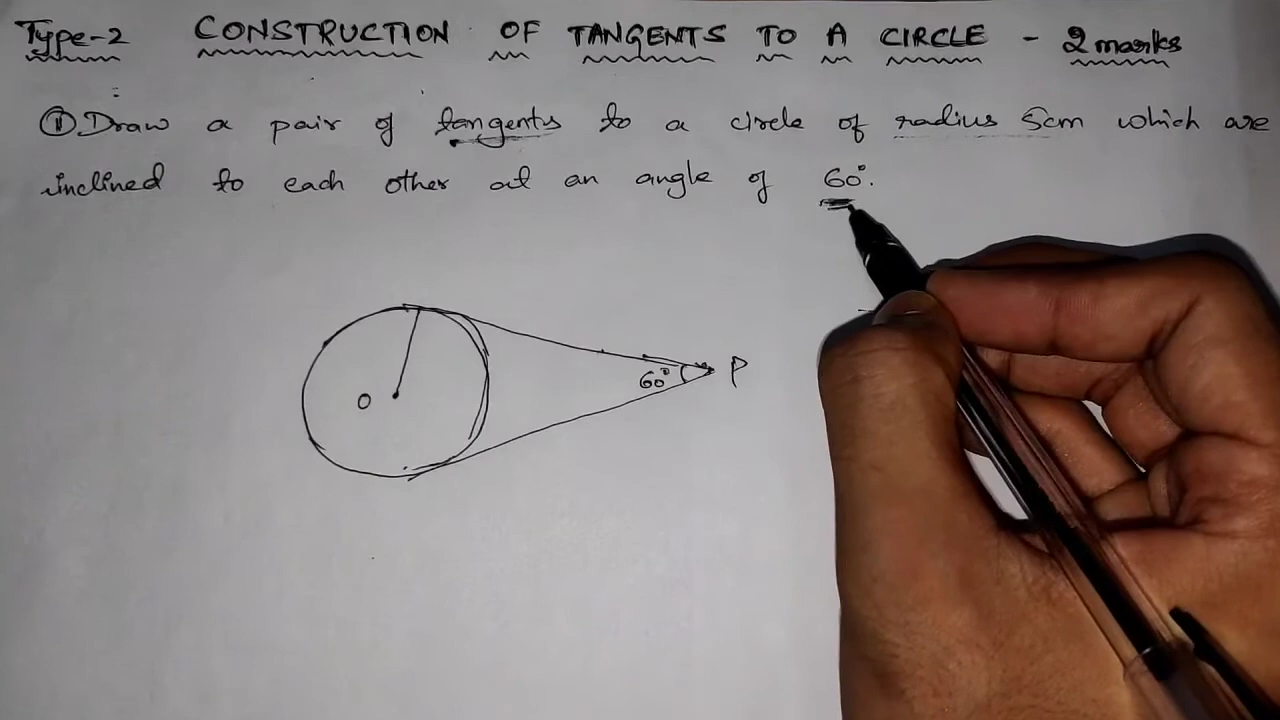 Type-2 CONSTRUCTION OF TANGENTS TO A CIRCLE - 2 marks
① Draw a pair of tangents to a circle of radius 5cm which are
inclined to each other at an angle of 60°.
O 60° P